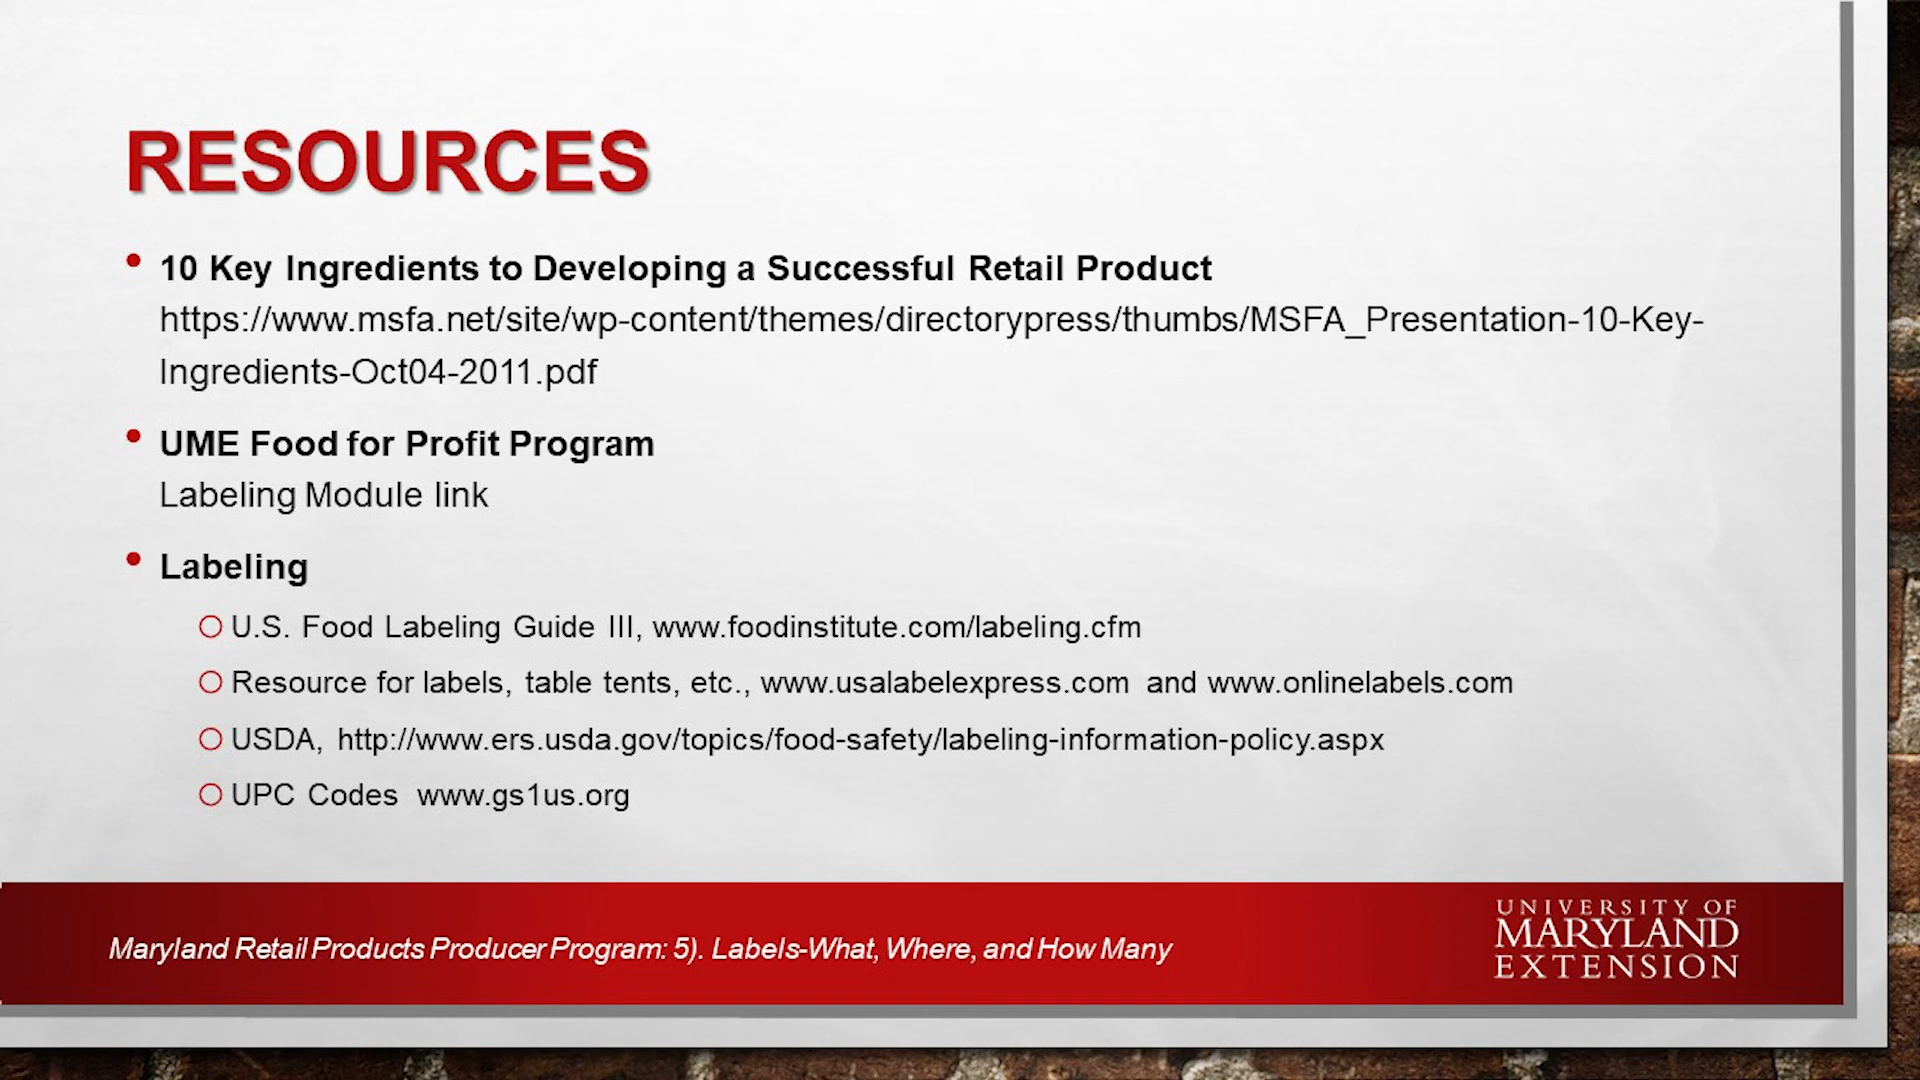 RESOURCES
• 10 Key Ingredients to Developing a Successful Retail Product
https://www.msfa.net/site/wp-content/themes/directorypress/thumbs/MSFA_Presentation-10-Key-
Ingredients-Oct04-2011.pdf
• UME Food for Profit Program
Labeling Module link
• Labeling
○ U.S. Food Labeling Guide III, www.foodinstitute.com/labeling.cfm
○ Resource for labels, table tents, etc., www.usalabelexpress.com and www.onlinelabels.com
○ USDA, http://www.ers.usda.gov/topics/food-safety/labeling-information-policy.aspx
○ UPC Codes www.gs1us.org
Maryland Retail Products Producer Program: 5). Labels-What, Where, and How Many
UNIVERSITY OF
MARYLAND
EXTENSION